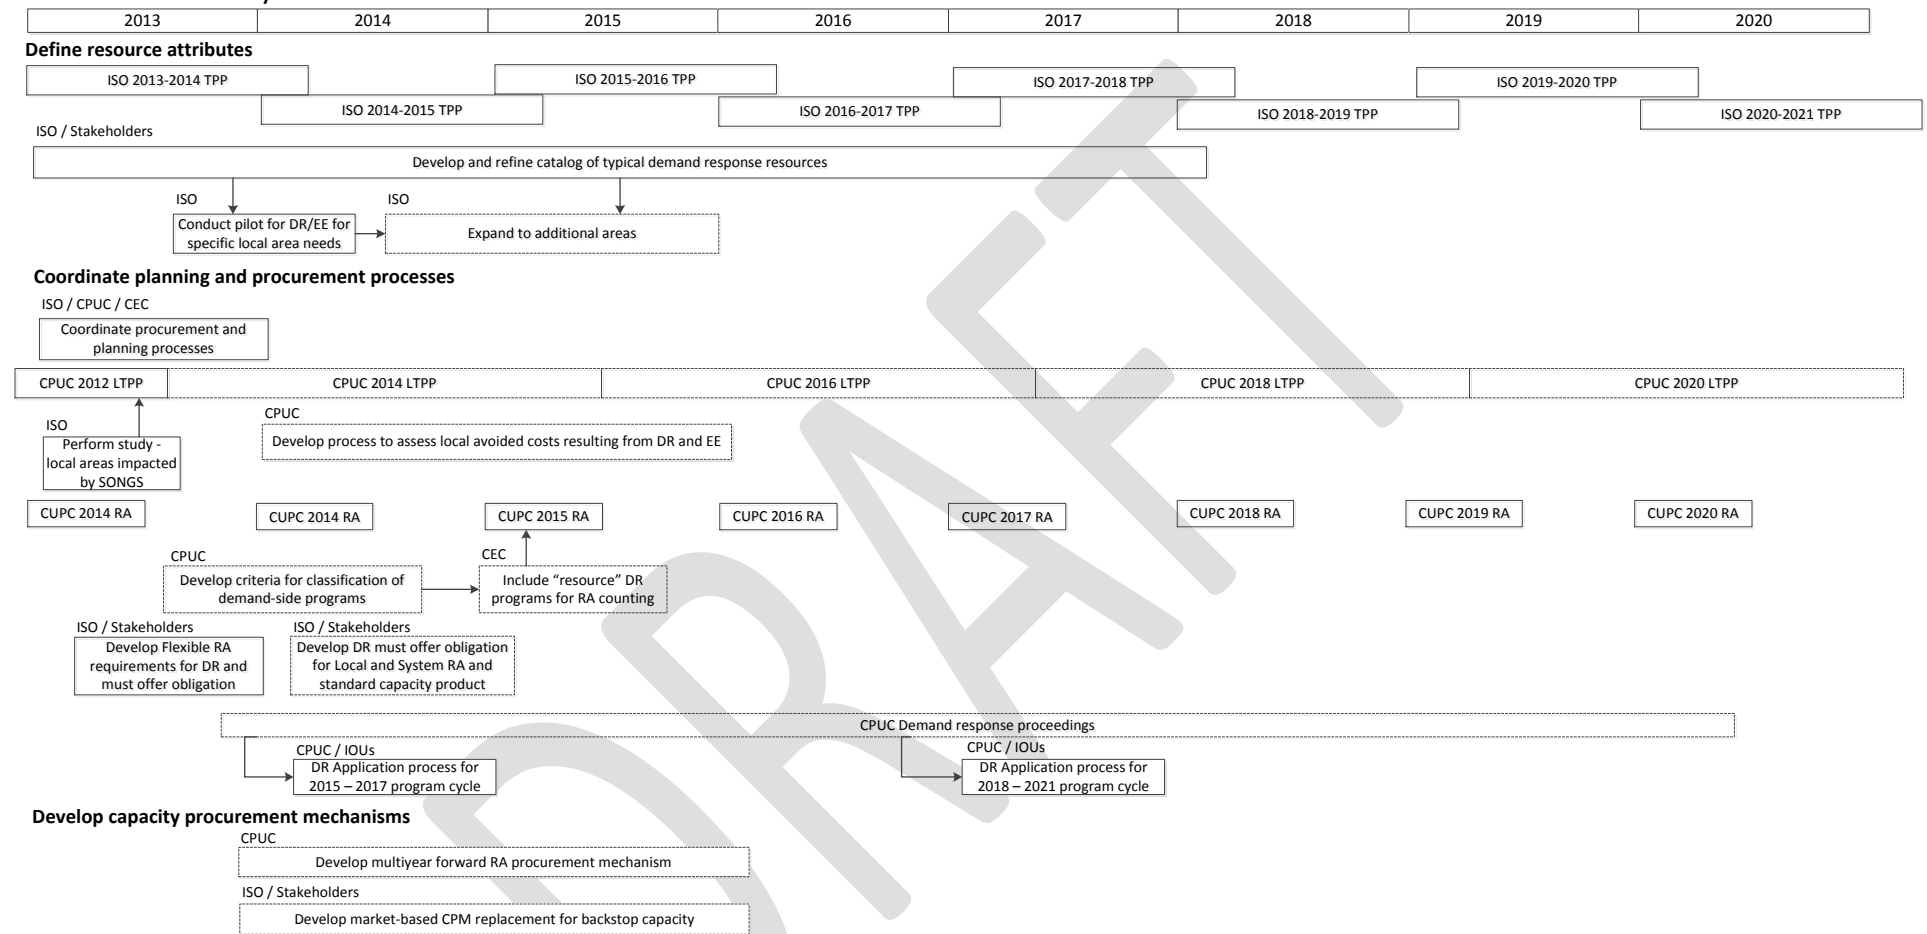 2013 2014 2015 2016 2017 2018 2019 2020
Define resource attributes
ISO 2013-2014 TPP
ISO 2015-2016 TPP
ISO 2017-2018 TPP
ISO 2019-2020 TPP
ISO 2014-2015 TPP
ISO 2016-2017 TPP
ISO 2018-2019 TPP
ISO 2020-2021 TPP
ISO / Stakeholders
Develop and refine catalog of typical demand response resources
ISO
Conduct pilot for DR/EE for
specific local area needs
ISO
Expand to additional areas
Coordinate planning and procurement processes
ISO / CPUC / CEC
Coordinate procurement and
planning processes
CPUC 2012 LTPP
CPUC 2014 LTPP
CPUC 2016 LTPP
CPUC 2018 LTPP
CPUC 2020 LTPP
ISO
Perform study -
local areas impacted
by SONGS
CPUC
Develop process to assess local avoided costs resulting from DR and EE
CUPC 2014 RA
CUPC 2014 RA
CUPC 2015 RA
CUPC 2016 RA
CUPC 2017 RA
CUPC 2018 RA
CUPC 2019 RA
CUPC 2020 RA
CPUC
Develop criteria for classification of
demand-side programs
CEC
Include “resource” DR
programs for RA counting
ISO / Stakeholders
Develop Flexible RA
requirements for DR and
must offer obligation
ISO / Stakeholders
Develop DR must offer obligation
for Local and System RA and
standard capacity product
CPUC Demand response proceedings
CPUC / IOUs
DR Application process for
2015 – 2017 program cycle
CPUC / IOUs
DR Application process for
2018 – 2021 program cycle
Develop capacity procurement mechanisms
CPUC
Develop multiyear forward RA procurement mechanism
ISO / Stakeholders
Develop market-based CPM replacement for backstop capacity
DRAFT